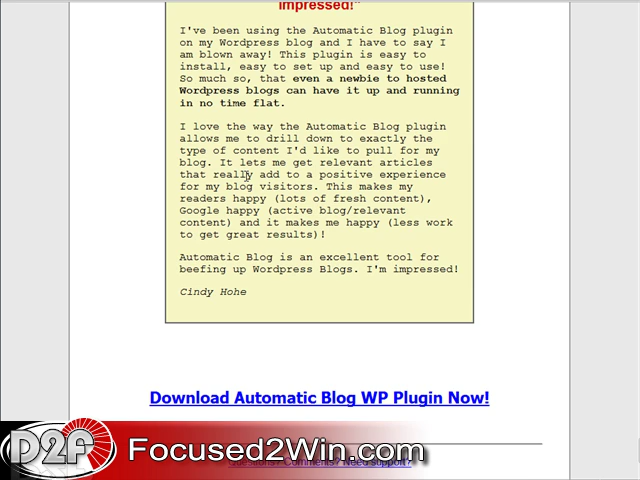 impressed!"
I've been using the Automatic Blog plugin
on my Wordpress blog and I have to say I
am blown away! This plugin is easy to
install, easy to set up and easy to use!
So much so, that even a newbie to hosted
Wordpress blogs can have it up and running
in no time flat.
I love the way the Automatic Blog plugin
allows me to drill down to exactly the
type of content I'd like to pull for my
blog. It lets me get relevant articles
that really add to a positive experience
for my blog visitors. This makes my
readers happy (lots of fresh content),
Google happy (active blog/relevant
content) and it makes me happy (less work
to get great results)!
Automatic Blog is an excellent tool for
beefing up Wordpress Blogs. I'm impressed!
Cindy Hohe
Download Automatic Blog WP Plugin Now!
D2F Focused2Win.com
Questions? Comments? Need support?